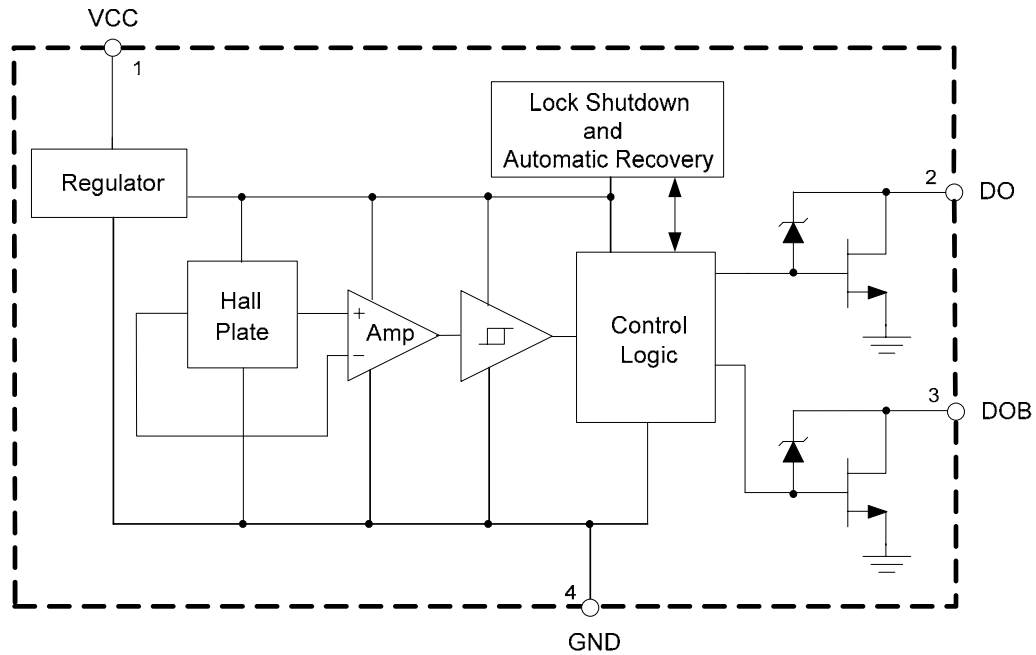 VCC
1
Lock Shutdown
and
Automatic Recovery
Regulator
2
DO
Hall
Plate
+
Amp
−
Control
Logic
3
DOB
4
GND